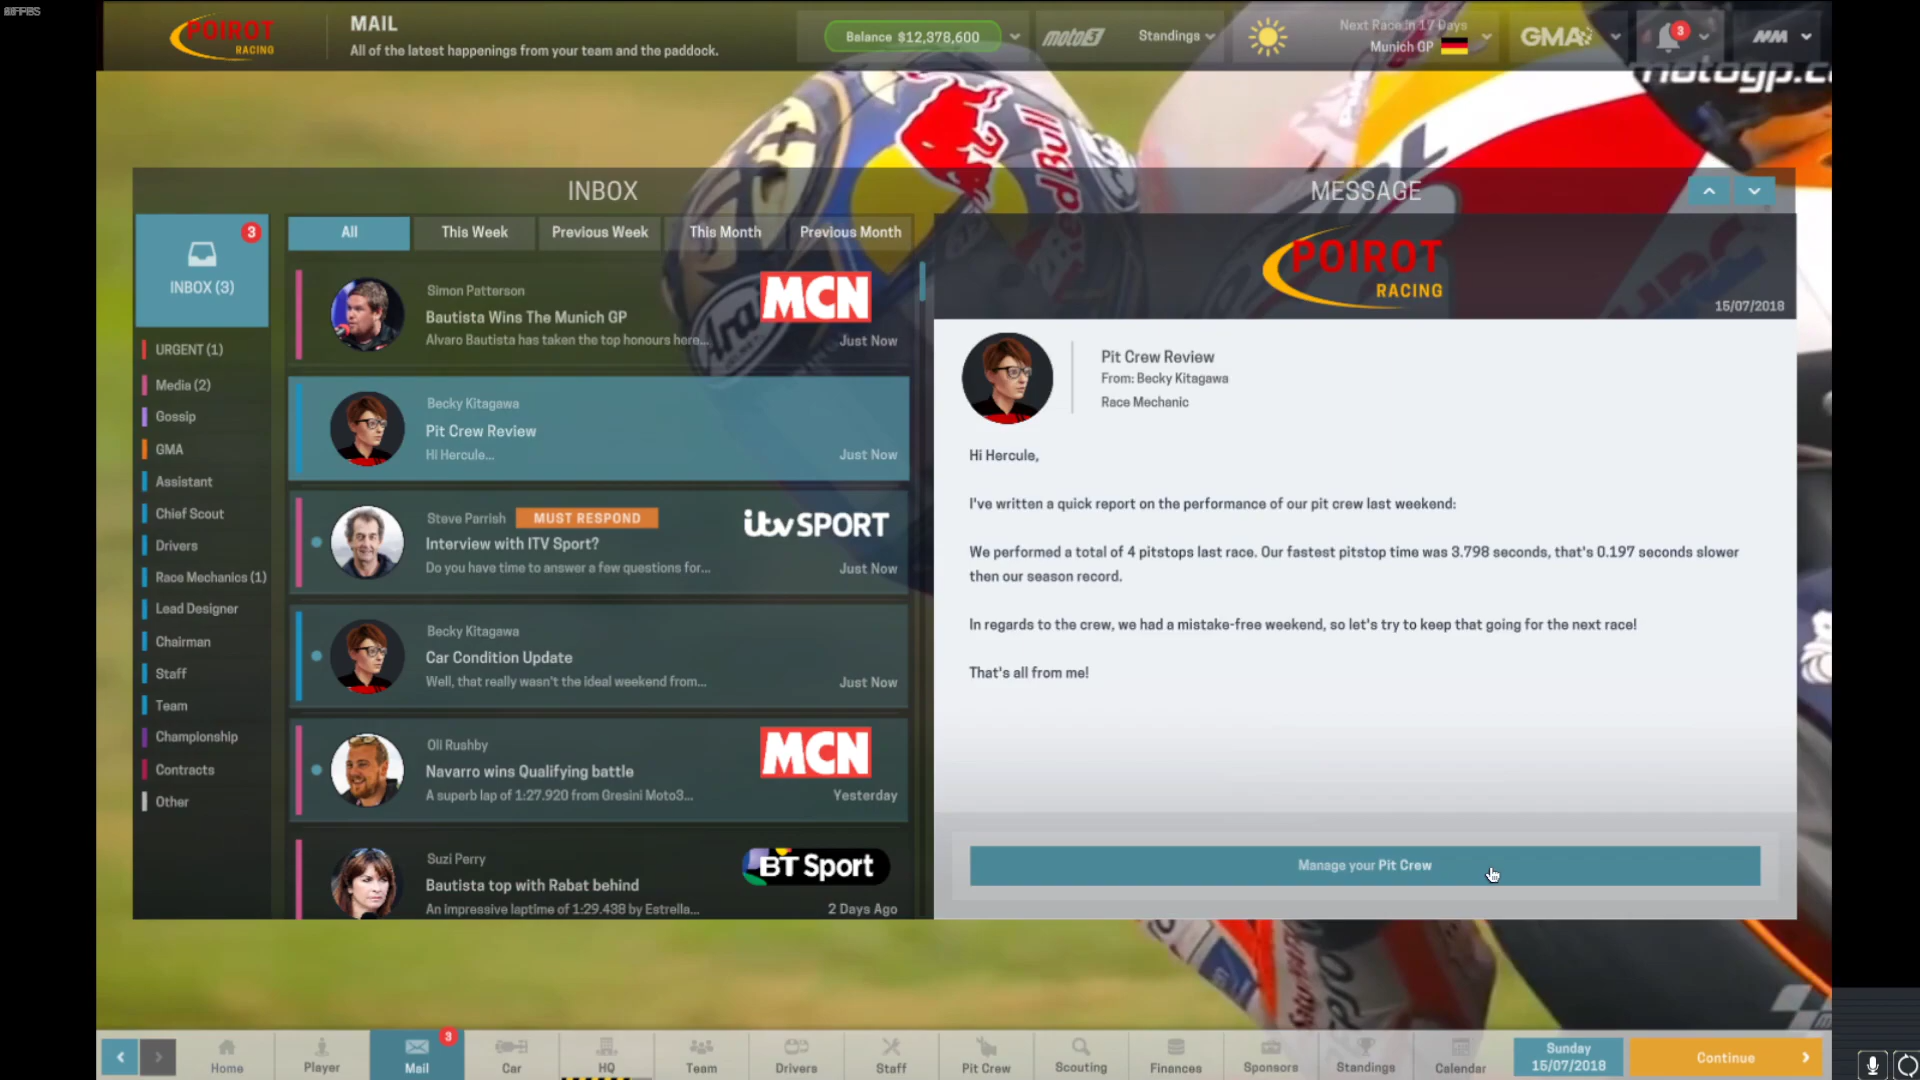 POIROT
RACING
MAIL
All of the latest happenings from your team and the paddock.
Balance $12,378,600
moto3
Standings
Next Race in 17 Days
Munich GP
GMA
3
MM
motogp.c
Red Bull
Arai
INBOX
3
INBOX (3)
URGENT (1)
Media (2)
Gossip
GMA
Assistant
Chief Scout
Drivers
Race Mechanics (1)
Lead Designer
Chairman
Staff
Team
Championship
Contracts
Other
All
This Week
Previous Week
This Month
Previous Month
Simon Patterson
Bautista Wins The Munich GP
Alvaro Bautista has taken the top honours here...
MCN
Just Now
Becky Kitagawa
Pit Crew Review
Hi Hercule...
Just Now
Steve Parrish
MUST RESPOND
Interview with ITV Sport?
Do you have time to answer a few questions for...
itv SPORT
Just Now
Becky Kitagawa
Car Condition Update
Well, that really wasn't the ideal weekend from...
Just Now
Oli Rushby
Navarro wins Qualifying battle
A superb lap of 1:27.920 from Gresini Moto3...
MCN
Yesterday
Suzi Perry
Bautista top with Rabat behind
An impressive laptime of 1:29.438 by Estrella...
BT Sport
2 Days Ago
MESSAGE
POIROT
RACING
15/07/2018
Pit Crew Review
From: Becky Kitagawa
Race Mechanic
Hi Hercule,
I've written a quick report on the performance of our pit crew last weekend:
We performed a total of 4 pitstops last race. Our fastest pitstop time was 3.798 seconds, that's 0.197 seconds slower
then our season record.
In regards to the crew, we had a mistake-free weekend, so let's try to keep that going for the next race!
That's all from me!
Manage your Pit Crew
Home
Player
Mail
3
Car
HQ
Team
Drivers
Staff
Pit Crew
Scouting
Finances
Sponsors
Standings
Calendar
Sunday
15/07/2018
Continue